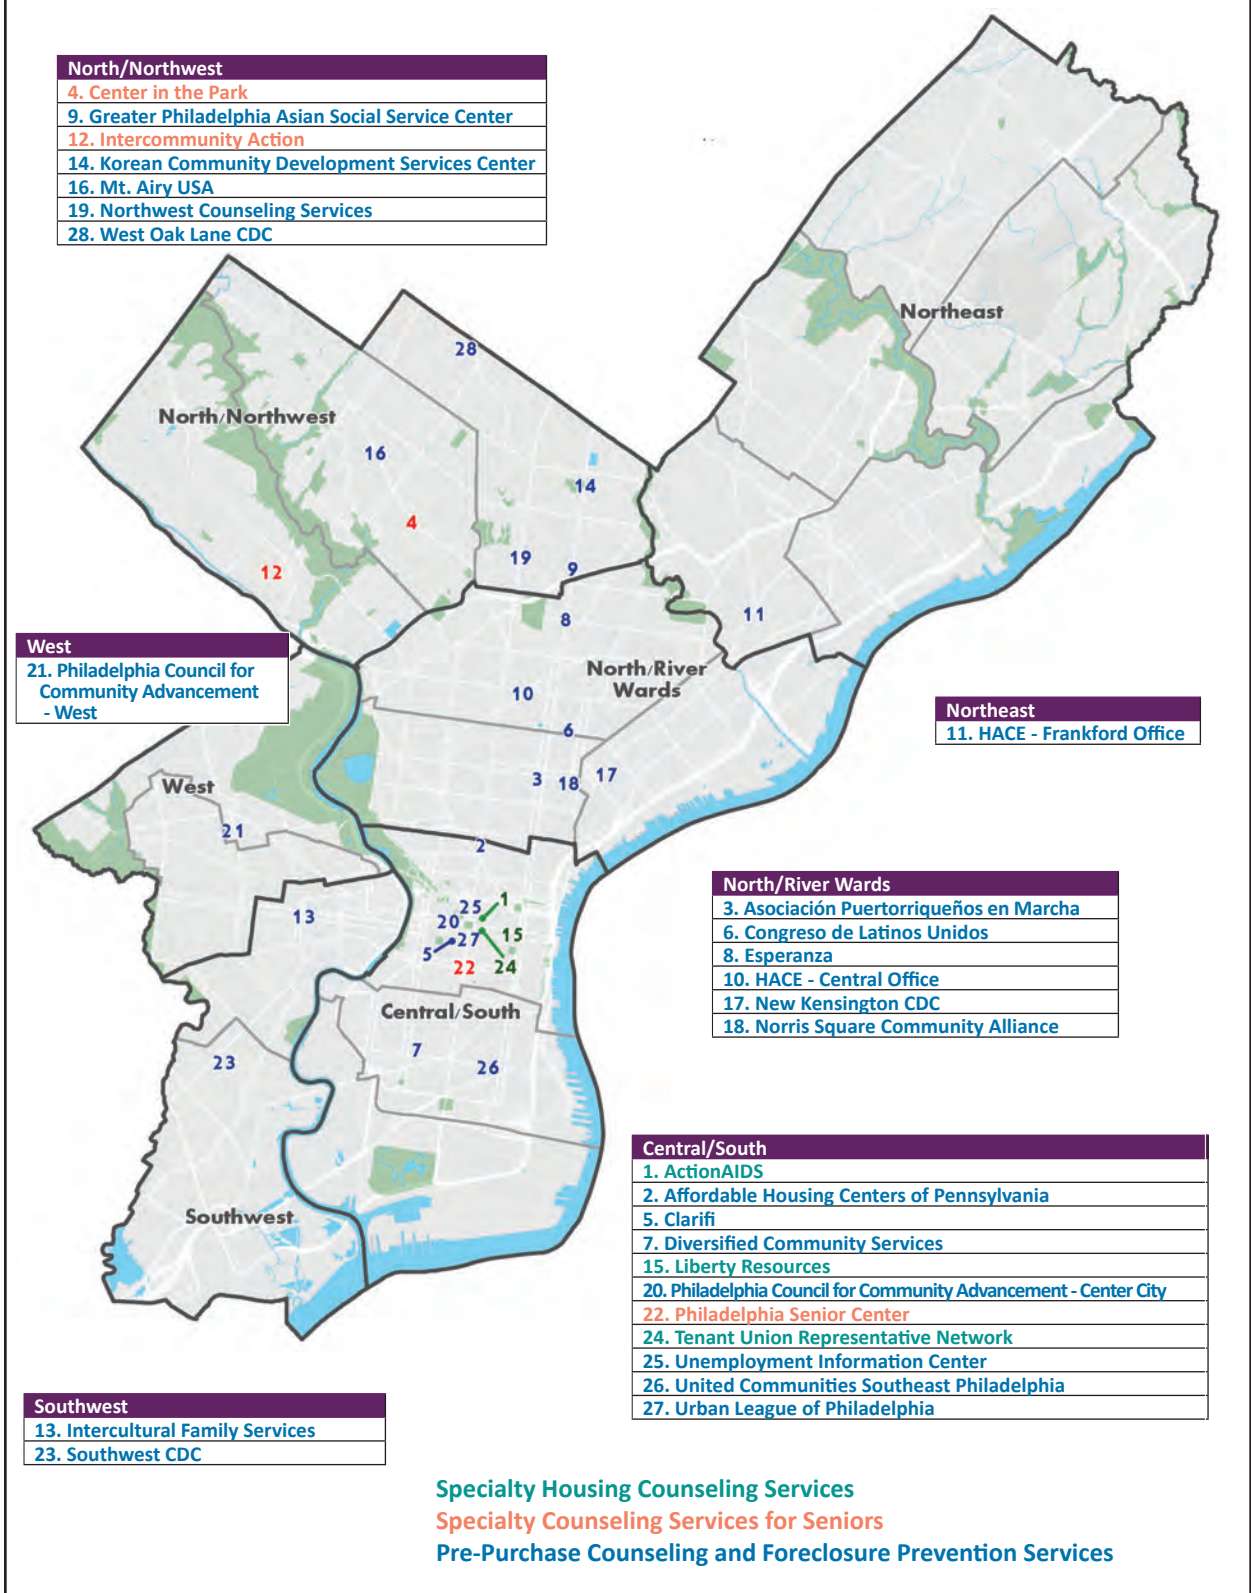 North/Northwest
4. Center in the Park
9. Greater Philadelphia Asian Social Service Center
12. Intercommunity Action
14. Korean Community Development Services Center
16. Mt. Airy USA
19. Northwest Counseling Services
28. West Oak Lane CDC
Northeast
28
North/Northwest
16
14
4
19
9
12
8
11
West
21. Philadelphia Council for
Community Advancement
- West
North/River
Wards
10
6
Northeast
11. HACE - Frankford Office
3
18
17
West
21
2
North/River Wards
3. Asociación Puertorriqueños en Marcha
6. Congreso de Latinos Unidos
8. Esperanza
10. HACE - Central Office
17. New Kensington CDC
18. Norris Square Community Alliance
1
25
13
20
15
27
5
22
24
Central/South
7
23
26
Central/South
1. ActionAIDS
2. Affordable Housing Centers of Pennsylvania
5. Clarifi
7. Diversified Community Services
15. Liberty Resources
20. Philadelphia Council for Community Advancement - Center City
22. Philadelphia Senior Center
24. Tenant Union Representative Network
25. Unemployment Information Center
26. United Communities Southeast Philadelphia
27. Urban League of Philadelphia
Southwest
Southwest
13. Intercultural Family Services
23. Southwest CDC
Specialty Housing Counseling Services
Specialty Counseling Services for Seniors
Pre-Purchase Counseling and Foreclosure Prevention Services